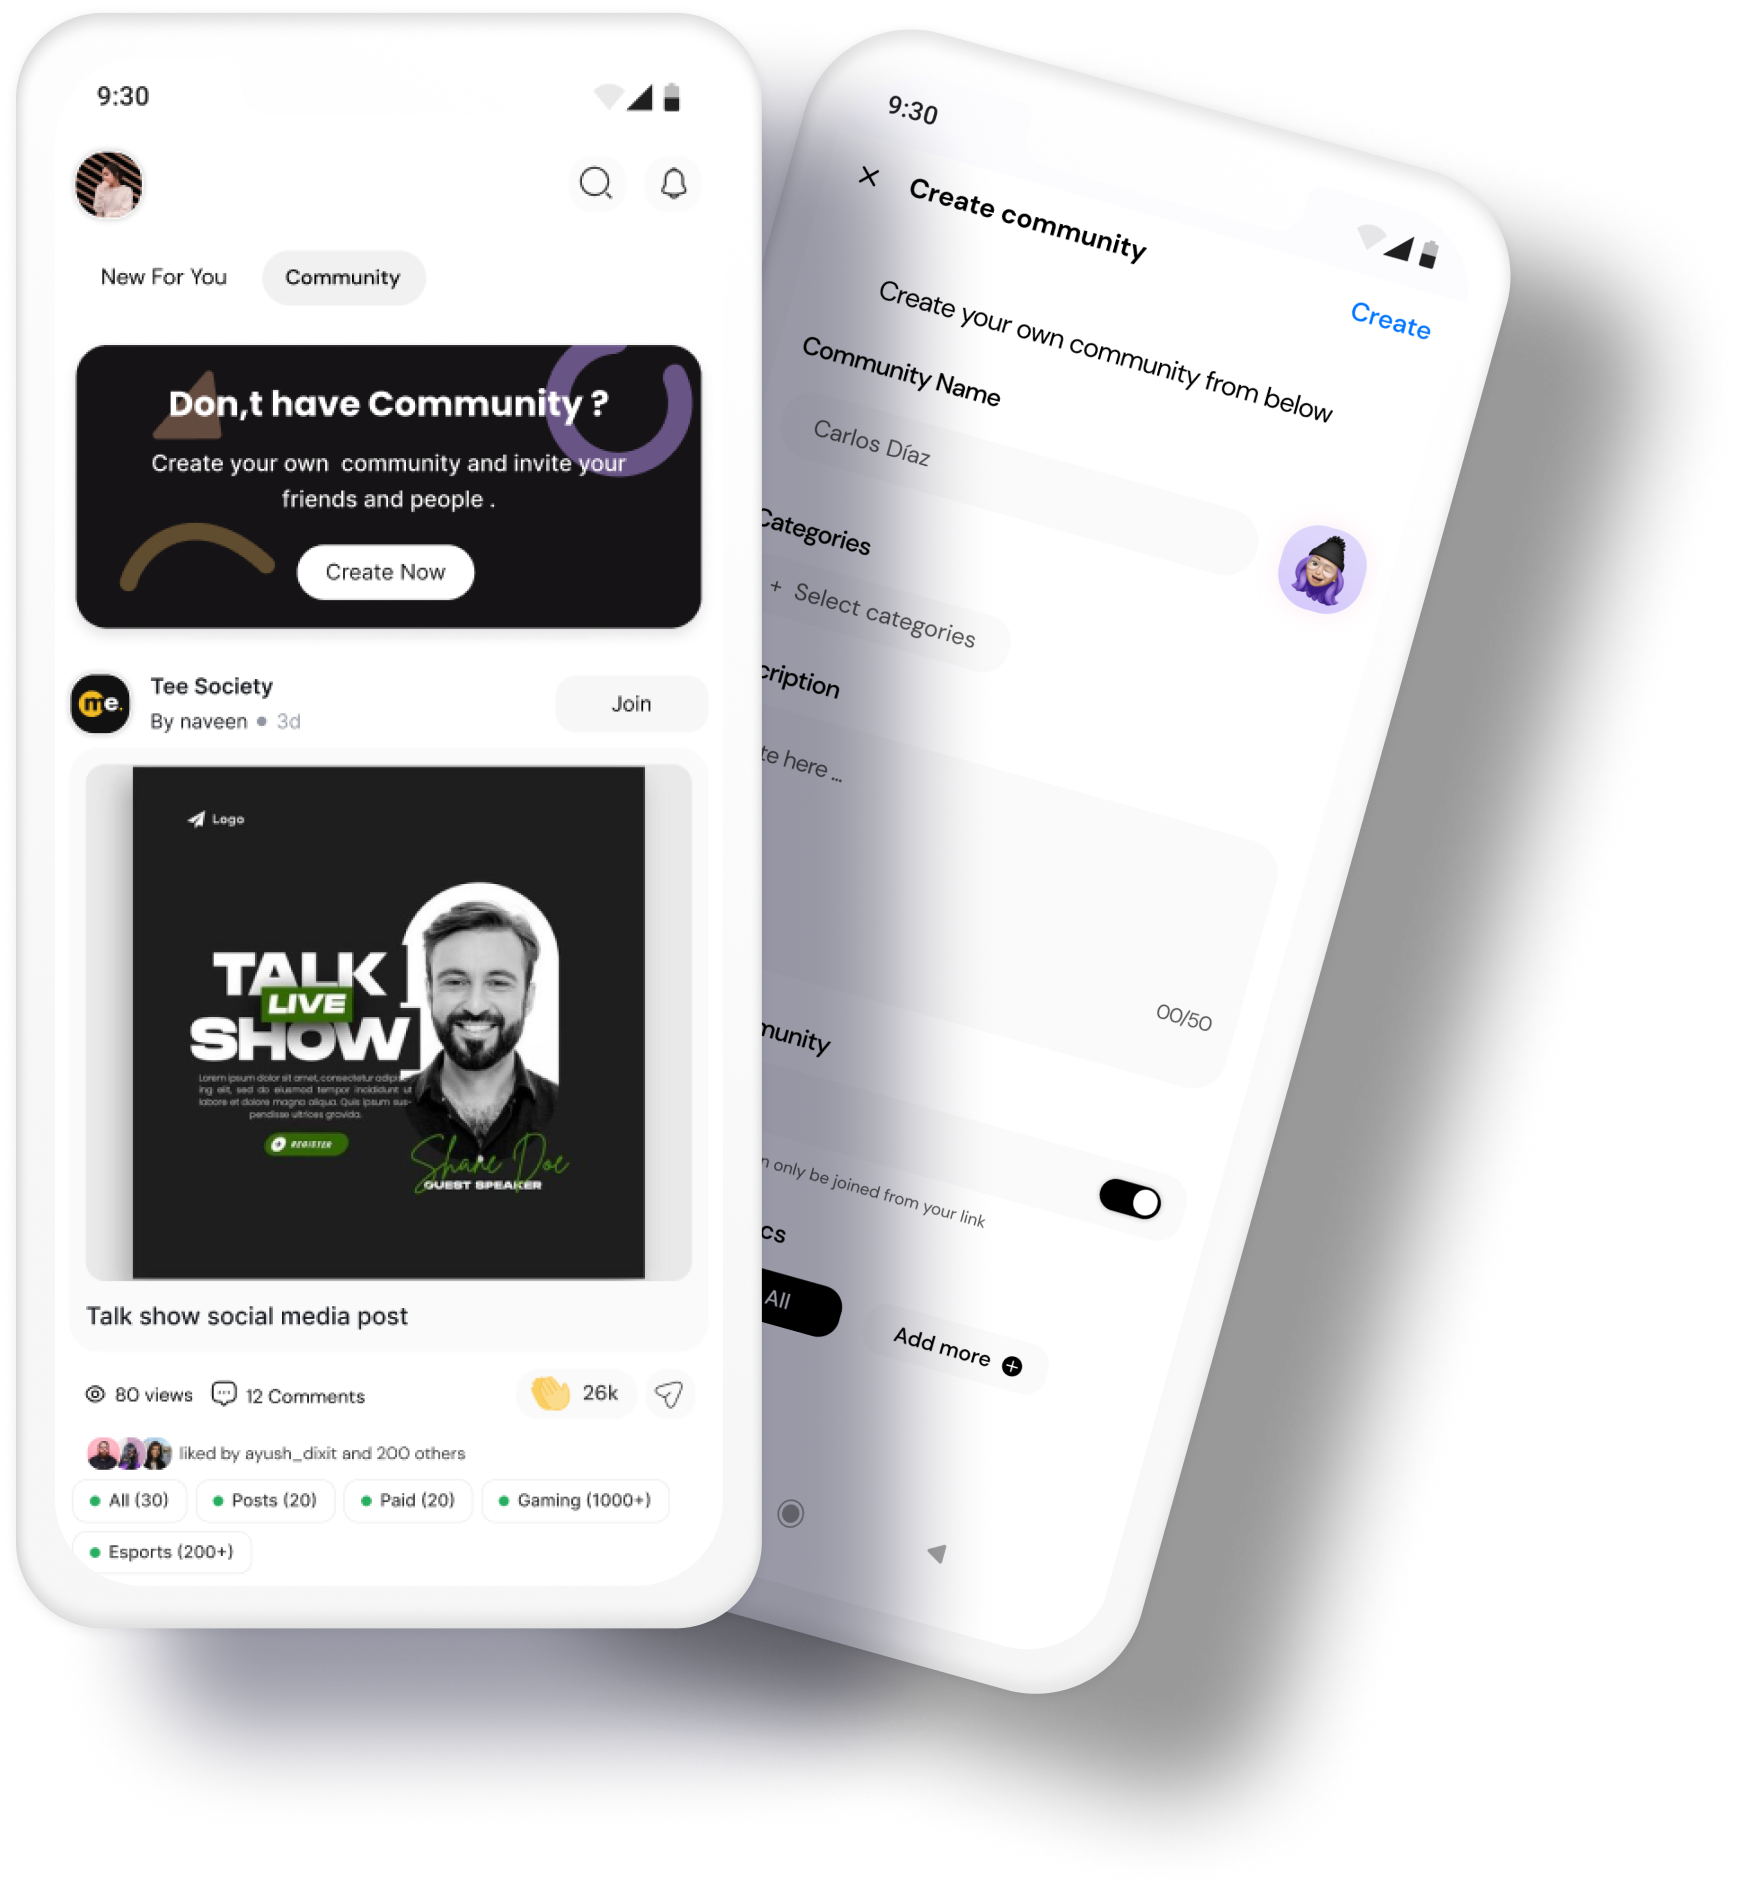 9:30
New For You
Community
Don,t have Community ?
Create your own community and invite your
friends and people .
Create Now
me.
Tee Society
By naveen • 3d
Join
Logo
TALK
LIVE
SHOW
Lorem ipsum dolor sit amet, consectetur adipisc-
ing elit, sed do eiusmod tempor incididunt ut
labore et dolore magna aliqua. Quis ipsum sus-
pendisse ultrices gravida.
REGISTER
Shane Doe
GUEST SPEAKER
Talk show social media post
80 views
12 Comments
26k
liked by ayush_dixit and 200 others
All (30)
Posts (20)
Paid (20)
Gaming (1000+)
Esports (200+)
9:30
Create community
Create
Create your own community from below
Community Name
Carlos Díaz
Categories
+ Select categories
cription
te here ...
00/50
munity
n only be joined from your link
cs
All
Add more